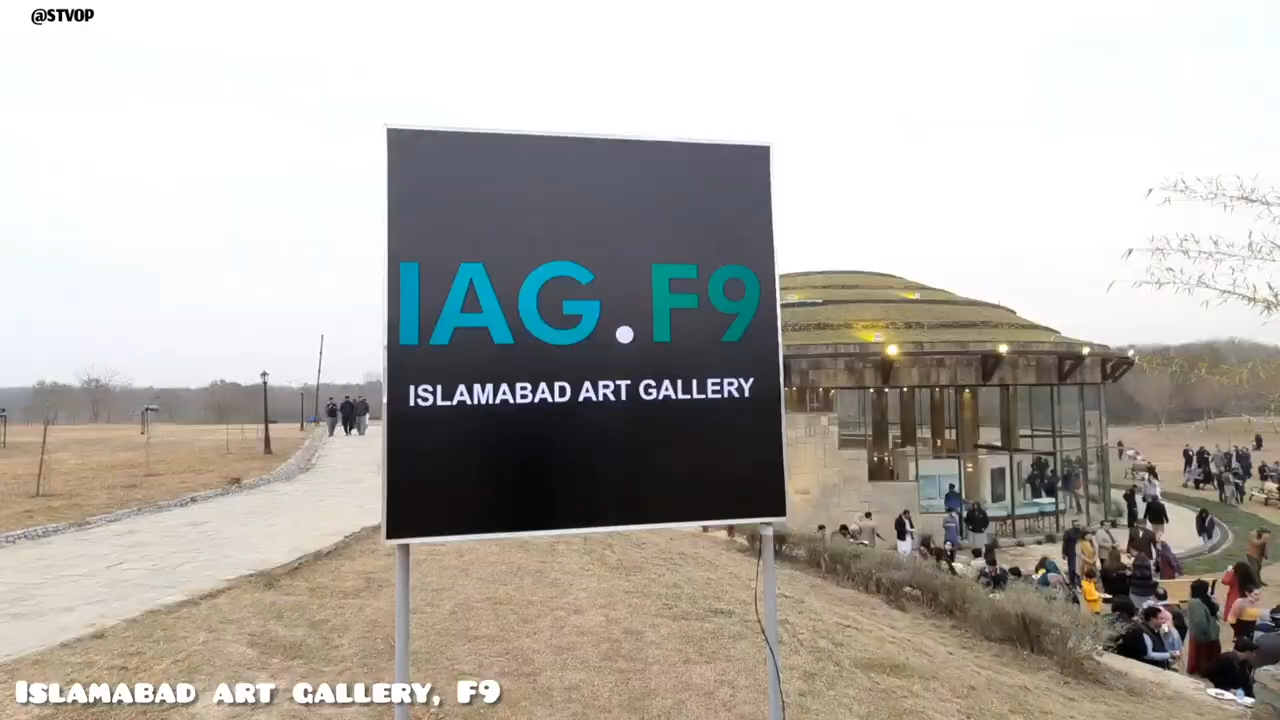 @STVOP
IAG.F9
ISLAMABAD ART GALLERY
ISLAMABAD ART GALLERY, F9